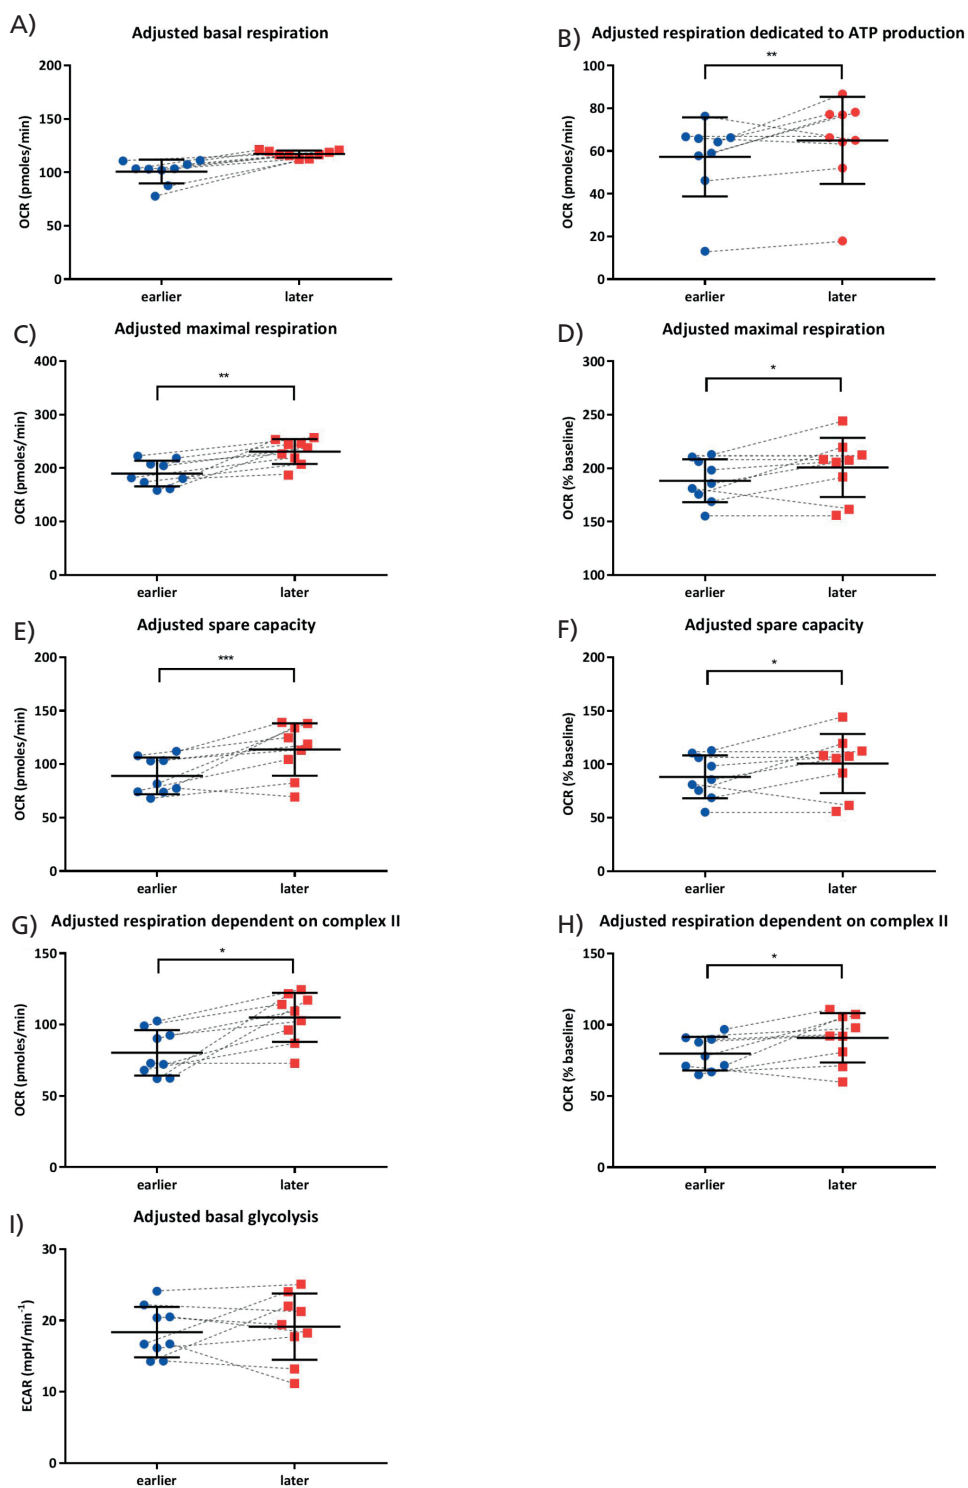 A)
Adjusted basal respiration
OCR (pmoles/min)
200
150
100
50
0
earlier later
B)
Adjusted respiration dedicated to ATP production
**
OCR (pmoles/min)
100
80
60
40
20
0
earlier later
C)
Adjusted maximal respiration
**
OCR (pmoles/min)
400
300
200
100
0
earlier later
D)
Adjusted maximal respiration
*
OCR (% baseline)
300
250
200
150
100
earlier later
E)
Adjusted spare capacity
***
OCR (pmoles/min)
200
150
100
50
0
earlier later
F)
Adjusted spare capacity
*
OCR (% baseline)
200
150
100
50
0
earlier later
G)
Adjusted respiration dependent on complex II
*
OCR (pmoles/min)
150
100
50
0
earlier later
H)
Adjusted respiration dependent on complex II
*
OCR (% baseline)
150
100
50
0
earlier later
I)
Adjusted basal glycolysis
ECAR (mpH/min⁻¹)
30
20
10
0
earlier later